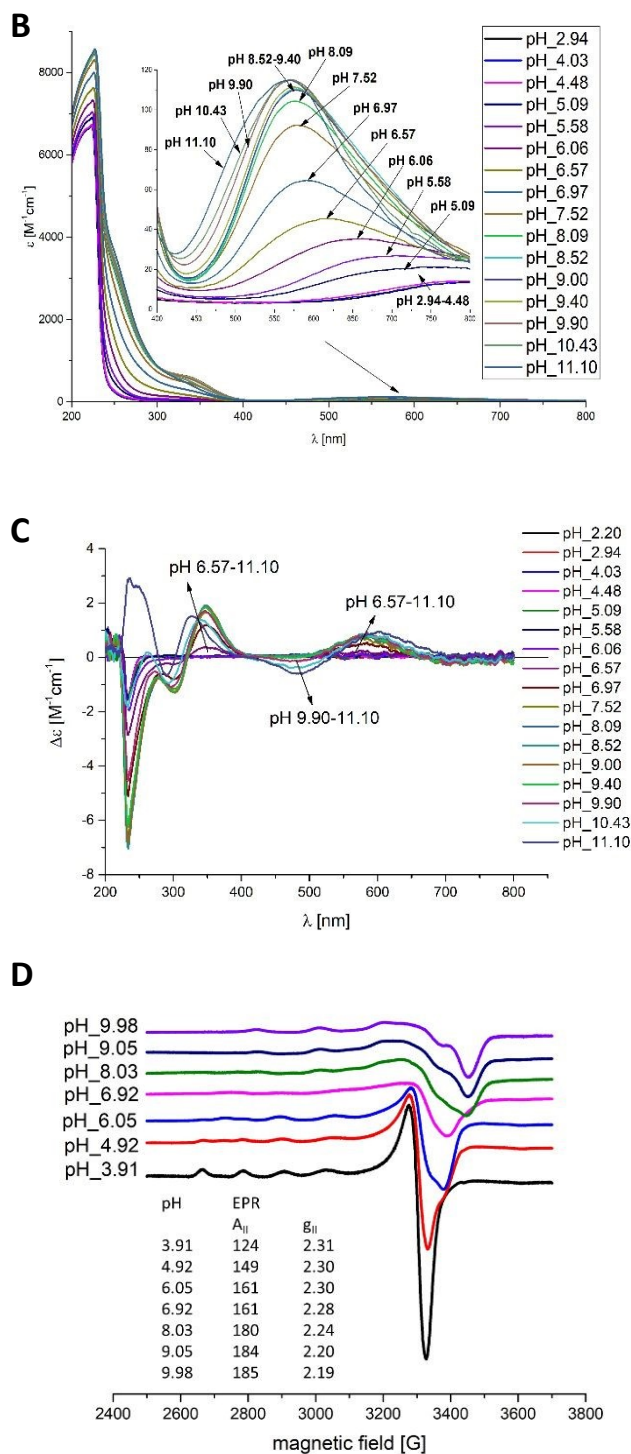 B
pH_2.94
pH_4.03
pH_4.48
pH_5.09
pH_5.58
pH_6.06
pH_6.57
pH_6.97
pH_7.52
pH_8.09
pH_8.52
pH_9.00
pH_9.40
pH_9.90
pH_10.43
pH_11.10
ε [M⁻¹cm⁻¹]
8000
6000
4000
2000
0
120
100
80
60
40
20
0
pH 8.52-9.40
pH 8.09
pH 9.90
pH 7.52
pH 10.43
pH 6.97
pH 11.10
pH 6.57
pH 6.06
pH 5.58
pH 5.09
pH 2.94-4.48
400 450 500 550 600 650 700 750 800
200 300 400 500 600 700 800
λ [nm]
C
4
2
0
-2
-4
-6
-8
Δε [M⁻¹cm⁻¹]
pH 6.57-11.10
pH 6.57-11.10
pH 9.90-11.10
200 300 400 500 600 700 800
λ [nm]
pH_2.20
pH_2.94
pH_4.03
pH_4.48
pH_5.09
pH_5.58
pH_6.06
pH_6.57
pH_6.97
pH_7.52
pH_8.09
pH_8.52
pH_9.00
pH_9.40
pH_9.90
pH_10.43
pH_11.10
D
pH_9.98
pH_9.05
pH_8.03
pH_6.92
pH_6.05
pH_4.92
pH_3.91
pH EPR
A_II g_II
3.91 124 2.31
4.92 149 2.30
6.05 161 2.30
6.92 161 2.28
8.03 180 2.24
9.05 184 2.20
9.98 185 2.19
2400 2600 2800 3000 3200 3400 3600 3800
magnetic field [G]